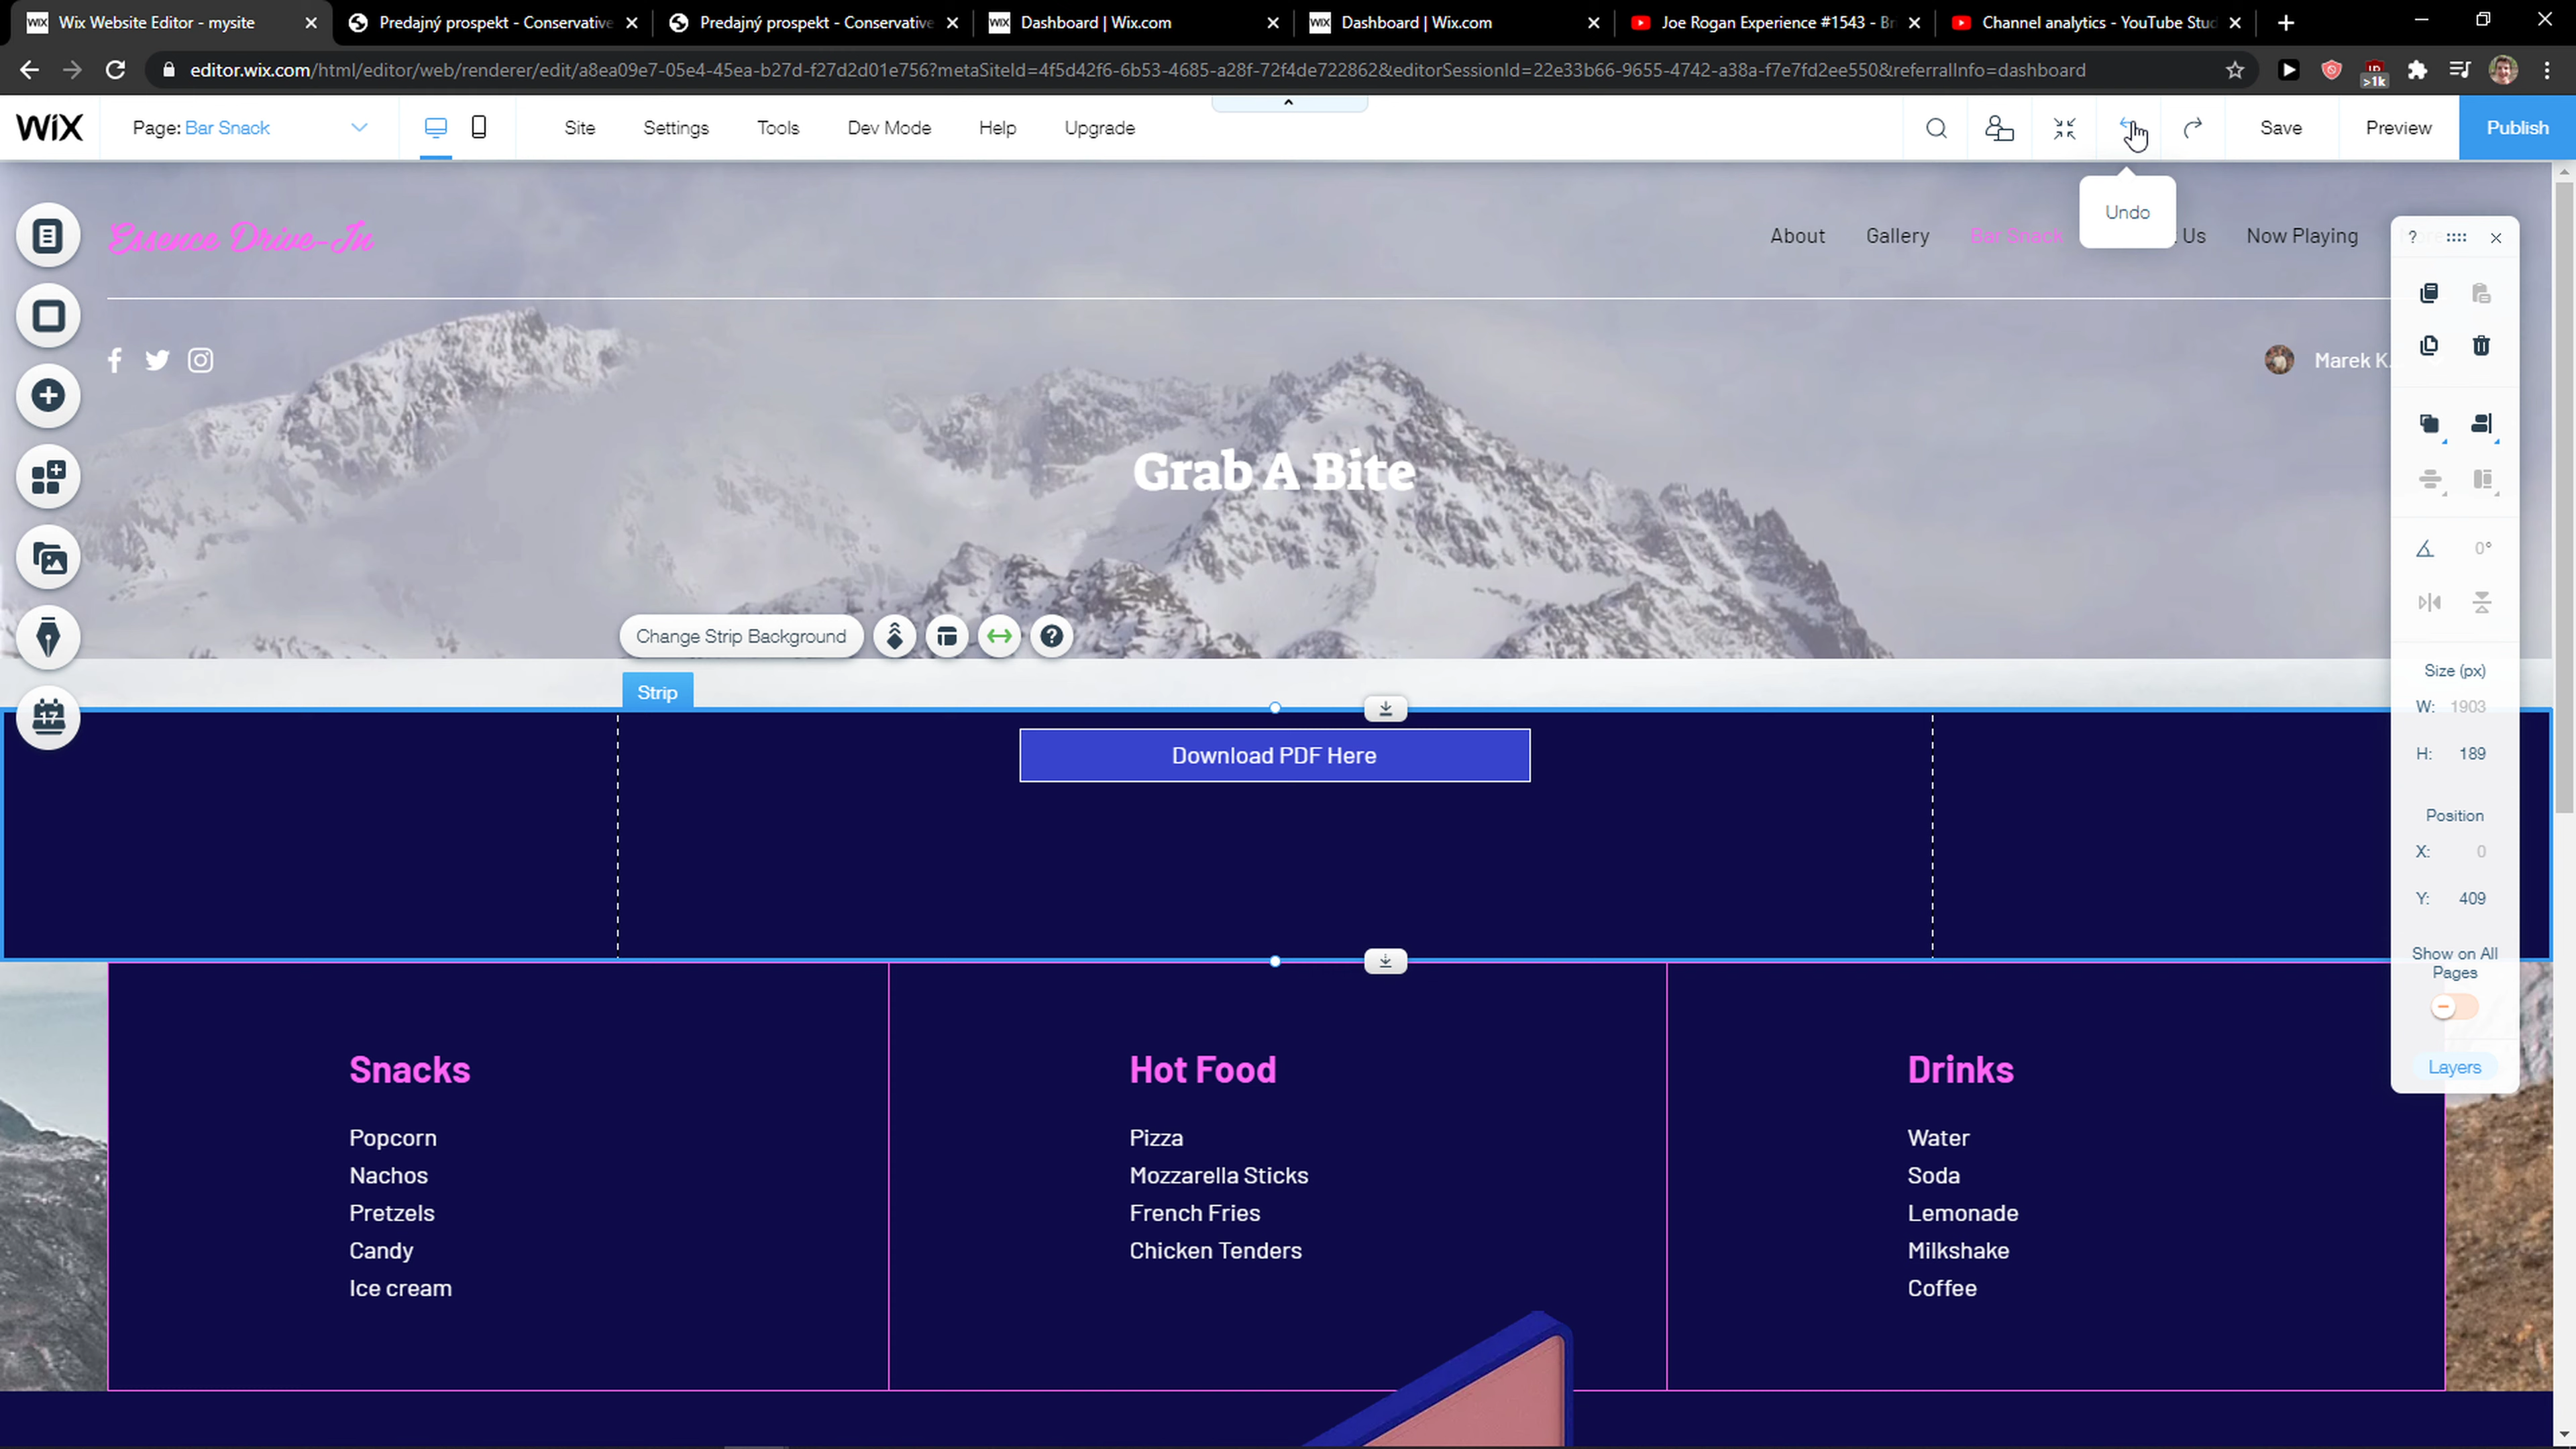 Wix Website Editor - mysite
Predajný prospekt - Conservative
Predajný prospekt - Conservative
Dashboard | Wix.com
Dashboard | Wix.com
Joe Rogan Experience #1543 - Bri
Channel analytics - YouTube Stud
editor.wix.com/html/editor/web/renderer/edit/a8ea09e7-05e4-45ea-b27d-f27d2d01e756?metaSiteId=4f5d42f6-6b53-4685-a28f-72f4de722862&editorSessionId=22e33b66-9655-4742-a38a-f7e7fd2ee550&referralInfo=dashboard
>1k
WiX
Page: Bar Snack
Site
Settings
Tools
Dev Mode
Help
Upgrade
Save
Preview
Publish
Undo
Essence Drive-In
About
Gallery
Bar Snack
Us
Now Playing
Marek K.
Grab A Bite
Change Strip Background
Strip
Download PDF Here
0°
Size (px)
W: 1903
H: 189
Position
X: 0
Y: 409
Show on All
Pages
Layers
17
Snacks
Popcorn
Nachos
Pretzels
Candy
Ice cream
Hot Food
Pizza
Mozzarella Sticks
French Fries
Chicken Tenders
Drinks
Water
Soda
Lemonade
Milkshake
Coffee